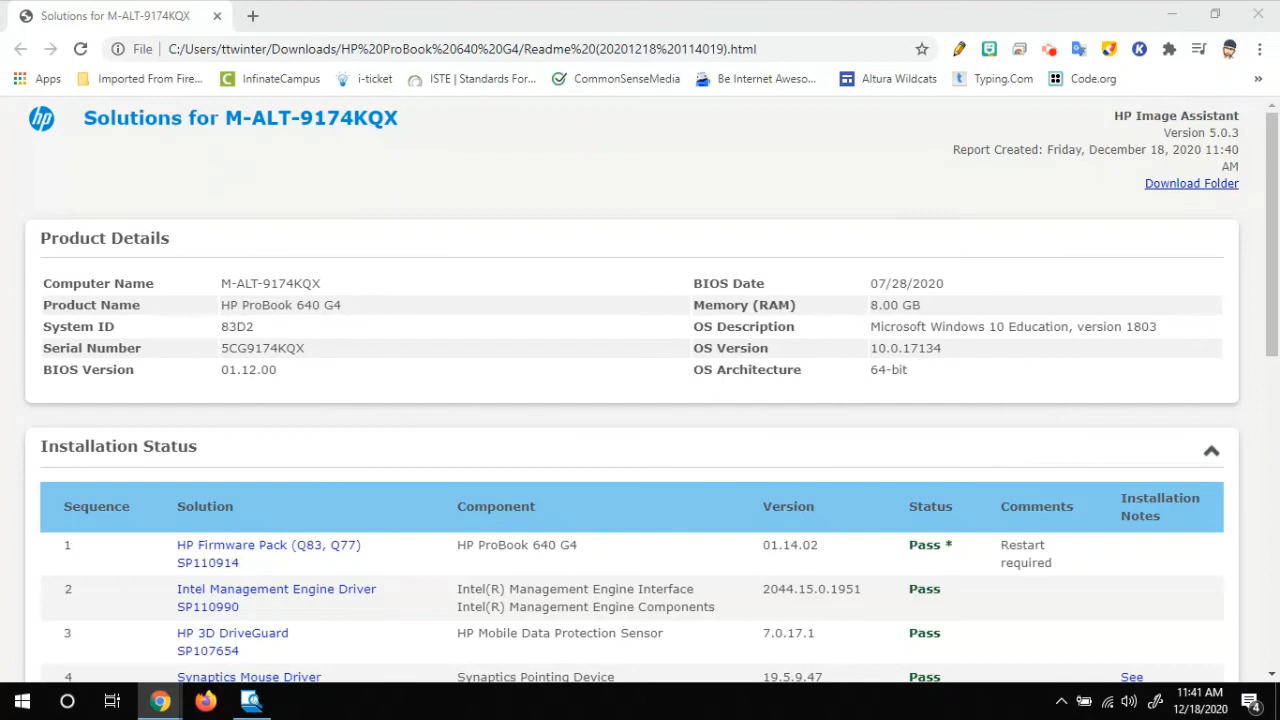 Solutions for M-ALT-9174KQX
File C:/Users/ttwinter/Downloads/HP%20ProBook%20640%20G4/Readme%20(20201218%20114019).html
Apps Imported From Fire... InfinateCampus i-ticket ISTE | Standards For... CommonSenseMedia Be Internet Aweso... Altura Wildcats Typing.Com Code.org »
hp Solutions for M-ALT-9174KQX
HP Image Assistant
Version 5.0.3
Report Created: Friday, December 18, 2020 11:40
AM
Download Folder
Product Details
Computer Name M-ALT-9174KQX BIOS Date 07/28/2020
Product Name HP ProBook 640 G4 Memory (RAM) 8.00 GB
System ID 83D2 OS Description Microsoft Windows 10 Education, version 1803
Serial Number 5CG9174KQX OS Version 10.0.17134
BIOS Version 01.12.00 OS Architecture 64-bit
Installation Status
Sequence Solution Component Version Status Comments Installation
Notes
1 HP Firmware Pack (Q83, Q77) HP ProBook 640 G4 01.14.02 Pass * Restart
SP110914 required
2 Intel Management Engine Driver Intel(R) Management Engine Interface 2044.15.0.1951 Pass
SP110990 Intel(R) Management Engine Components
3 HP 3D DriveGuard HP Mobile Data Protection Sensor 7.0.17.1 Pass
SP107654
4 Synaptics Mouse Driver Synaptics Pointing Device 19.5.9.47 Pass See
11:41 AM
12/18/2020
4